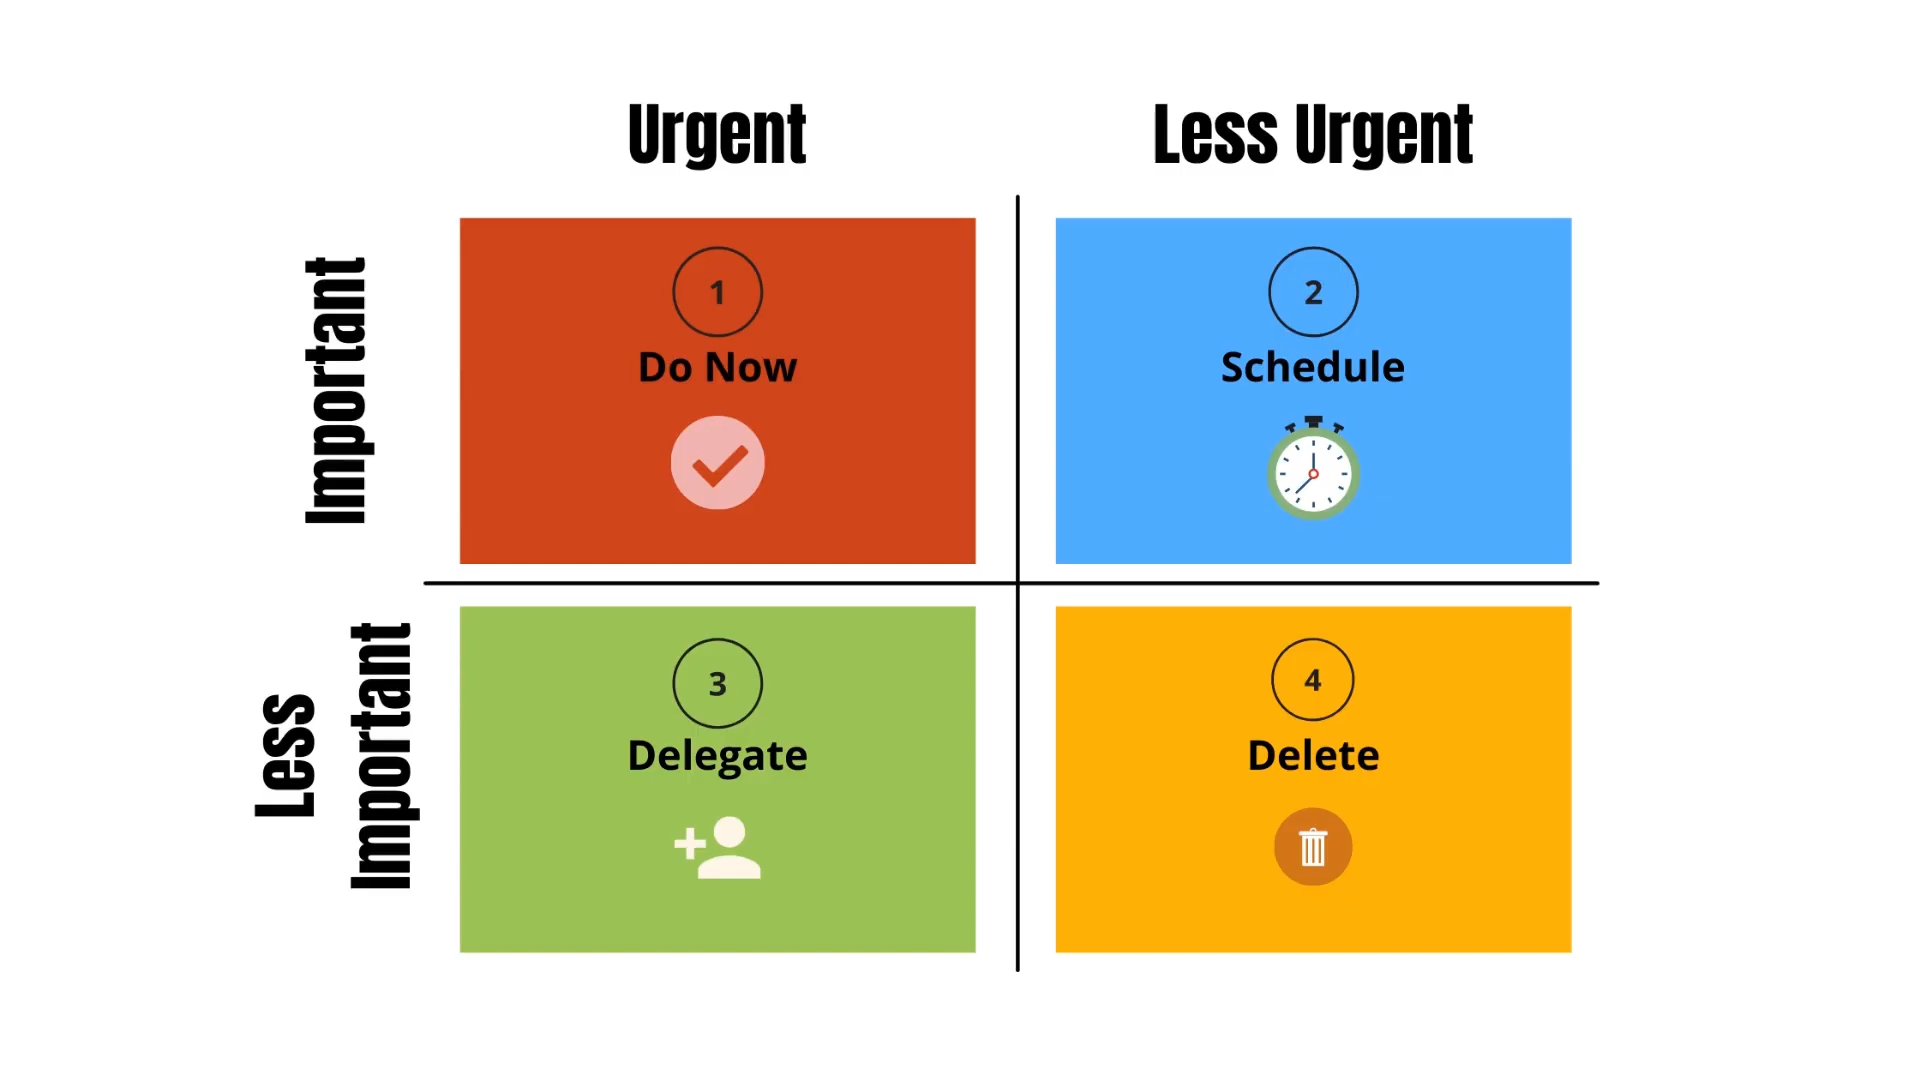 Urgent
Less Urgent
Important
1
Do Now
2
Schedule
Less
Important
3
Delegate
4
Delete